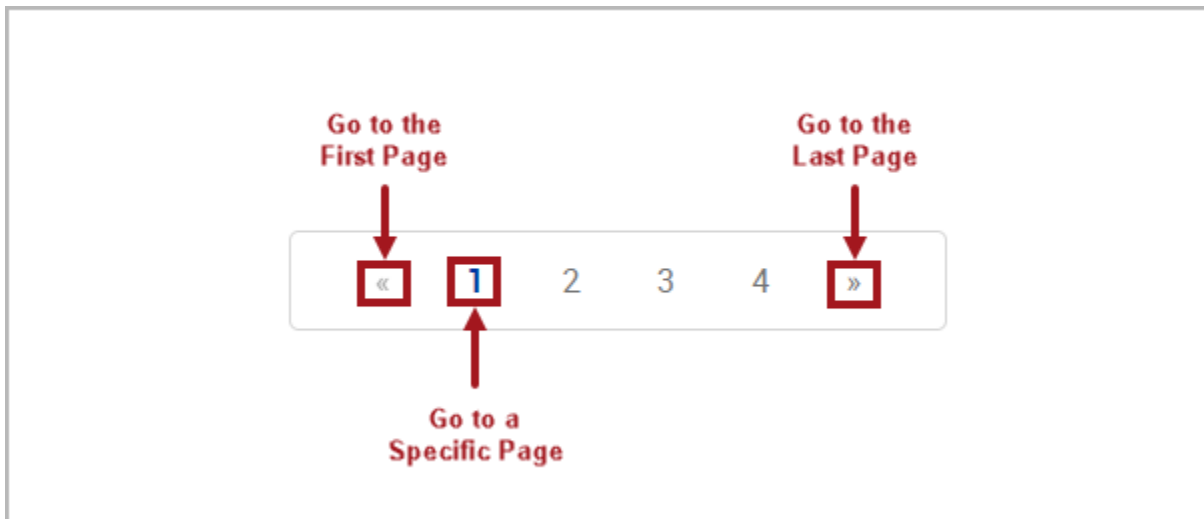 Go to the
First Page
Go to the
Last Page
« 1 2 3 4 »
Go to a
Specific Page